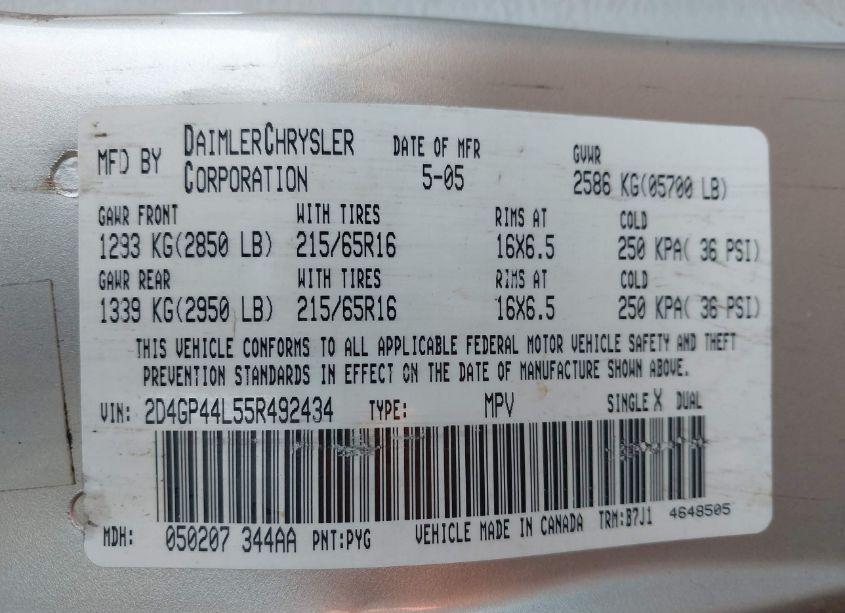 MFD BY DAIMLERCHRYSLER CORPORATION DATE OF MFR 5-05 GVWR 2586 KG(05700 LB)
GAWR FRONT WITH TIRES RIMS AT COLD
1293 KG(2850 LB) 215/65R16 16X6.5 250 KPA( 36 PSI)
GAWR REAR WITH TIRES RIMS AT COLD
1339 KG(2950 LB) 215/65R16 16X6.5 250 KPA( 36 PSI)
THIS VEHICLE CONFORMS TO ALL APPLICABLE FEDERAL MOTOR VEHICLE SAFETY AND THEFT
PREVENTION STANDARDS IN EFFECT ON THE DATE OF MANUFACTURE SHOWN ABOVE.
VIN: 2D4GP44L55R492434 TYPE: MPV SINGLE X DUAL
MDH: 050207 344AA PNT:PYG VEHICLE MADE IN CANADA TRM:B7J1 4648505